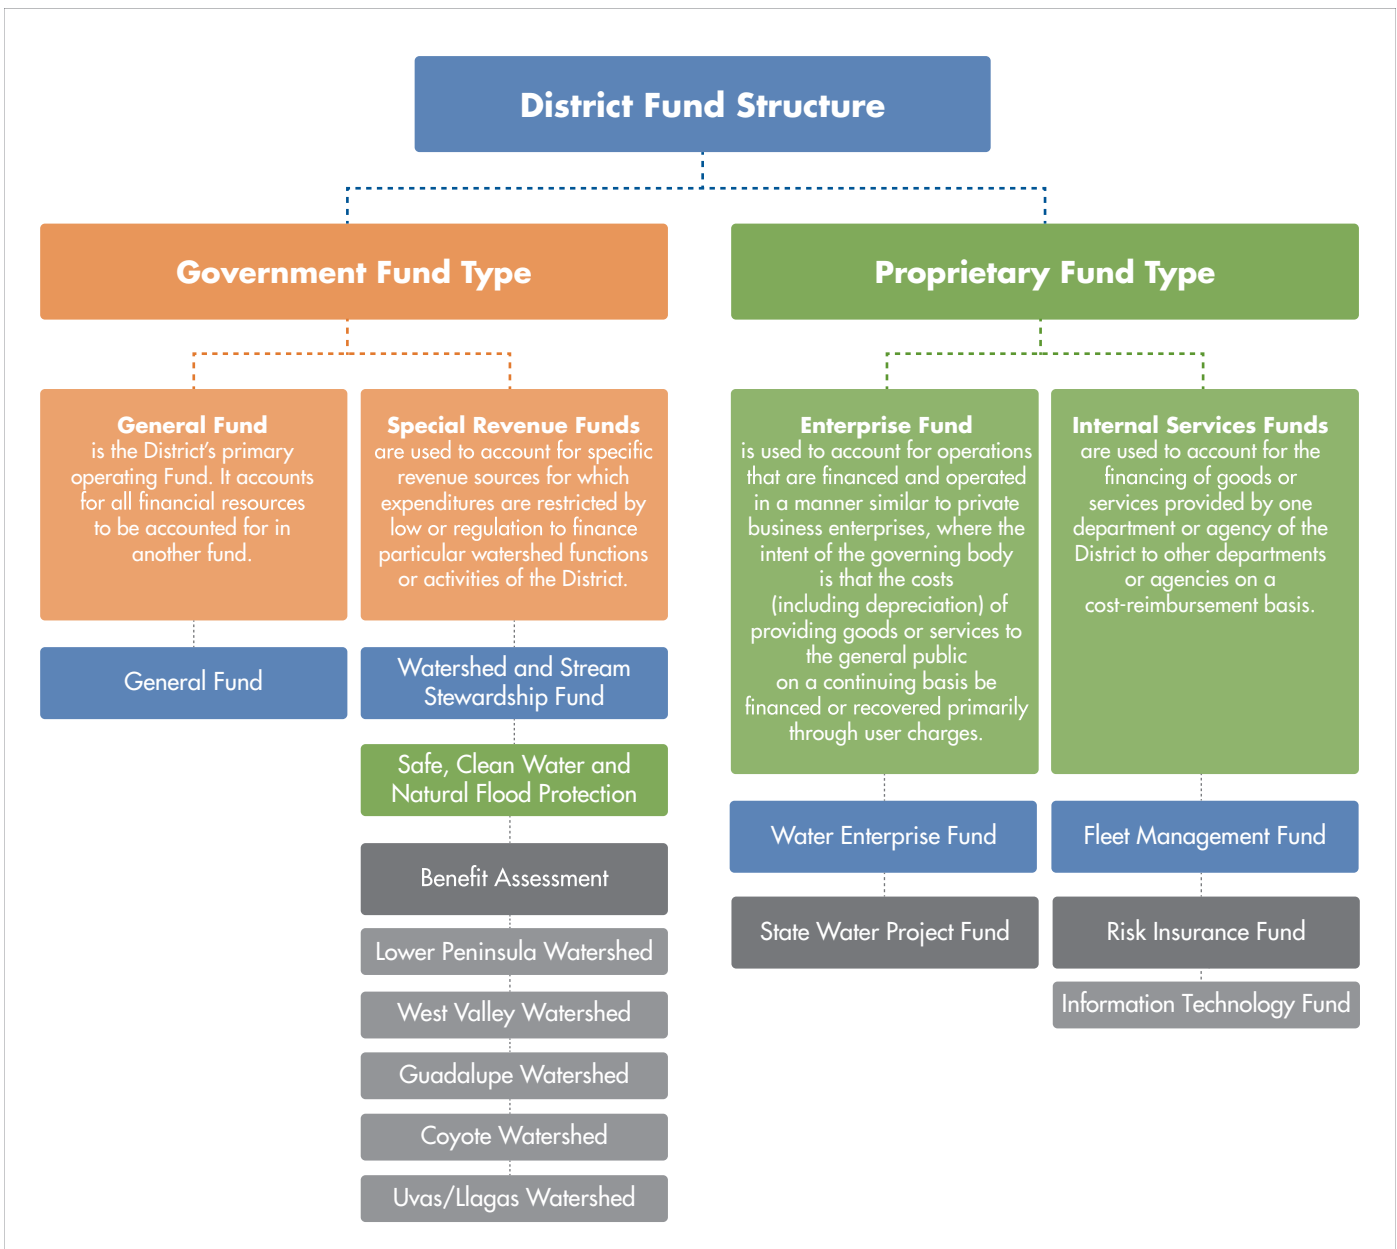 District Fund Structure
Government Fund Type
Proprietary Fund Type
General Fund
is the District's primary
operating Fund. It accounts
for all financial resources
to be accounted for in
another fund.
Special Revenue Funds
are used to account for specific
revenue sources for which
expenditures are restricted by
low or regulation to finance
particular watershed functions
or activities of the District.
Enterprise Fund
is used to account for operations
that are financed and operated
in a manner similar to private
business enterprises, where the
intent of the governing body
is that the costs
(including depreciation) of
providing goods or services to
the general public
on a continuing basis be
financed or recovered primarily
through user charges.
Internal Services Funds
are used to account for the
financing of goods or
services provided by one
department or agency of the
District to other departments
or agencies on a
cost-reimbursement basis.
General Fund
Watershed and Stream
Stewardship Fund
Safe, Clean Water and
Natural Flood Protection
Benefit Assessment
Lower Peninsula Watershed
West Valley Watershed
Guadalupe Watershed
Coyote Watershed
Uvas/Llagas Watershed
Water Enterprise Fund
State Water Project Fund
Fleet Management Fund
Risk Insurance Fund
Information Technology Fund